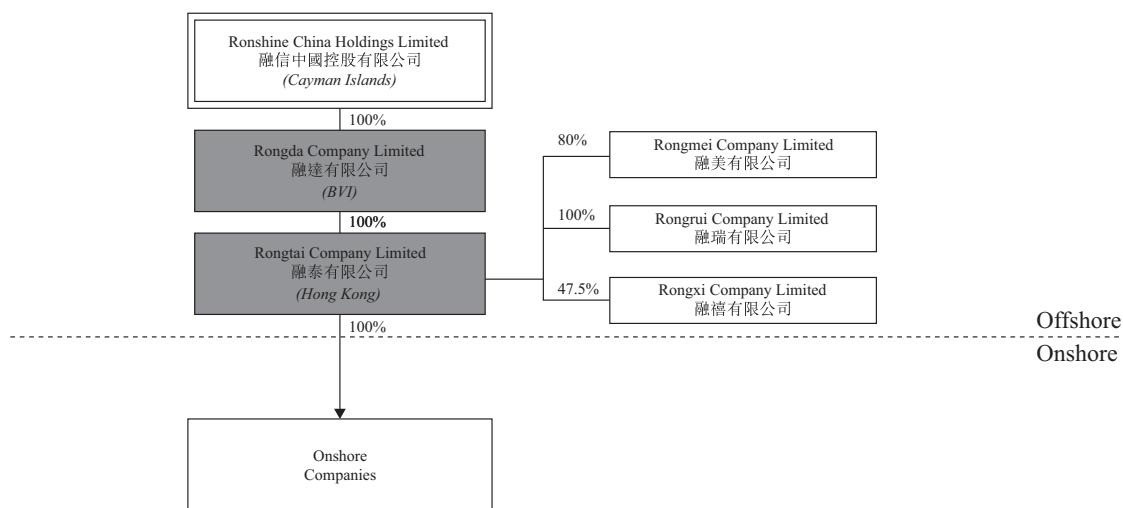 Ronshine China Holdings Limited
融信中國控股有限公司
(Cayman Islands)
100%
Rongda Company Limited
融達有限公司
(BVI)
100%
Rongtai Company Limited
融泰有限公司
(Hong Kong)
80%
Rongmei Company Limited
融美有限公司
100%
Rongrui Company Limited
融瑞有限公司
47.5%
Rongxi Company Limited
融禧有限公司
100%
Offshore
Onshore
Onshore
Companies